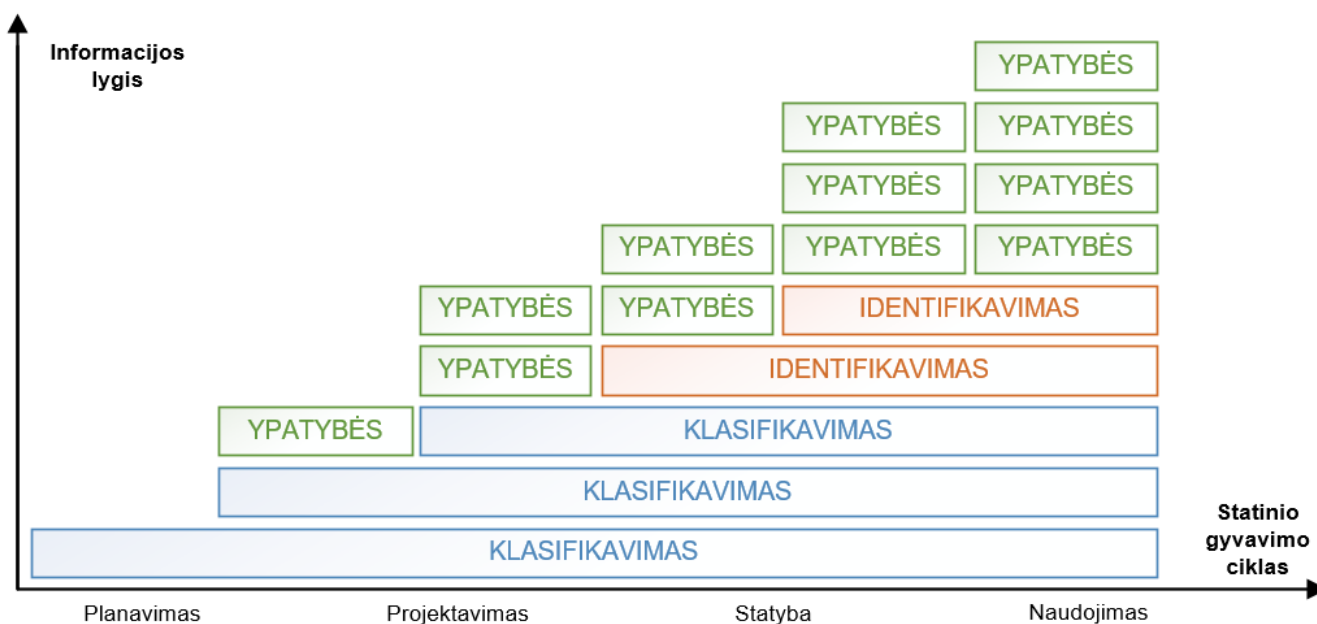 Informacijos
lygis
YPATYBĖS
YPATYBĖS YPATYBĖS
YPATYBĖS YPATYBĖS
YPATYBĖS YPATYBĖS YPATYBĖS
YPATYBĖS YPATYBĖS IDENTIFIKAVIMAS
YPATYBĖS IDENTIFIKAVIMAS
YPATYBĖS KLASIFIKAVIMAS
KLASIFIKAVIMAS
KLASIFIKAVIMAS
Statinio
gyvavimo
ciklas
Planavimas Projektavimas Statyba Naudojimas